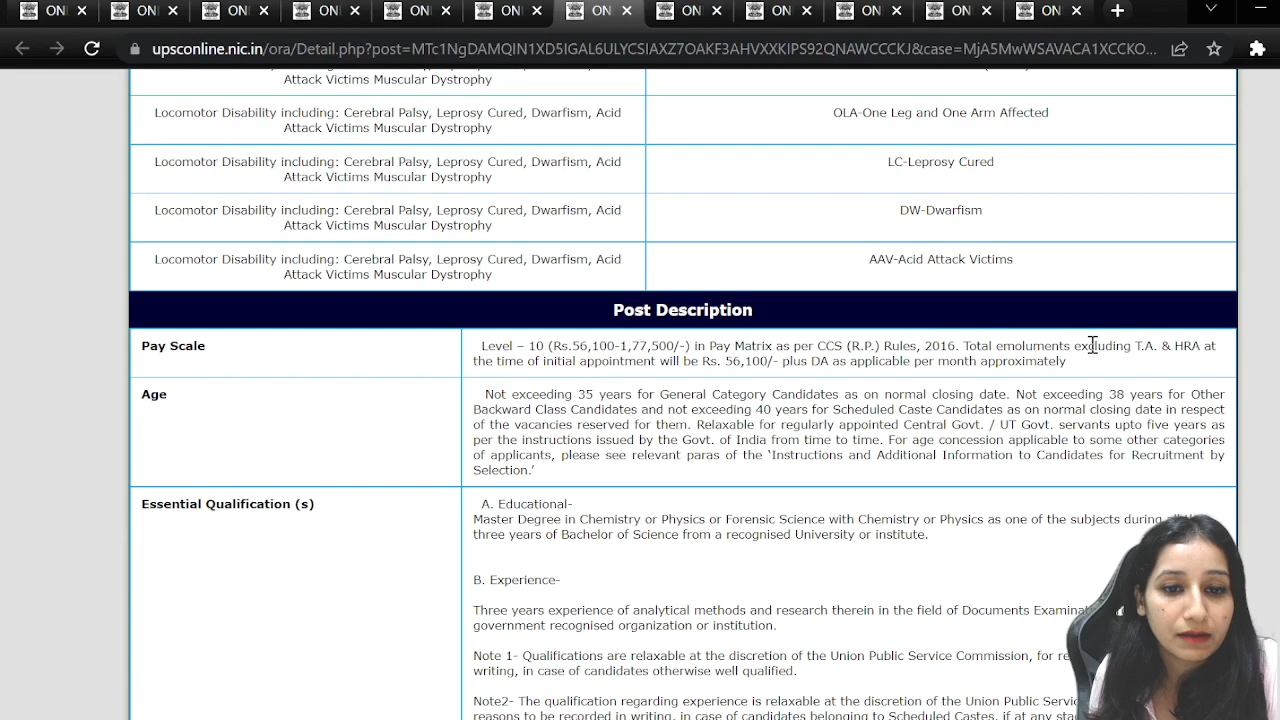 ONI
ONI
ONI
ONI
ONI
ONI
ONI
ONI
ONI
ONI
ONI
ONI
upsconline.nic.in/ora/Detail.php?post=MTc1NgDAMQIN1XD5IGAL6ULYCSIAXZ7OAKF3AHVXXKIPS92QNAWCCCKJ&case=MjA5MwWSAVACA1XCCKO...
Attack Victims Muscular Dystrophy
Locomotor Disability including: Cerebral Palsy, Leprosy Cured, Dwarfism, Acid
Attack Victims Muscular Dystrophy
OLA-One Leg and One Arm Affected
Locomotor Disability including: Cerebral Palsy, Leprosy Cured, Dwarfism, Acid
Attack Victims Muscular Dystrophy
LC-Leprosy Cured
Locomotor Disability including: Cerebral Palsy, Leprosy Cured, Dwarfism, Acid
Attack Victims Muscular Dystrophy
DW-Dwarfism
Locomotor Disability including: Cerebral Palsy, Leprosy Cured, Dwarfism, Acid
Attack Victims Muscular Dystrophy
AAV-Acid Attack Victims
Post Description
Pay Scale
Level – 10 (Rs.56,100-1,77,500/-) in Pay Matrix as per CCS (R.P.) Rules, 2016. Total emoluments excluding T.A. & HRA at
the time of initial appointment will be Rs. 56,100/- plus DA as applicable per month approximately
Age
Not exceeding 35 years for General Category Candidates as on normal closing date. Not exceeding 38 years for Other
Backward Class Candidates and not exceeding 40 years for Scheduled Caste Candidates as on normal closing date in respect
of the vacancies reserved for them. Relaxable for regularly appointed Central Govt. / UT Govt. servants upto five years as
per the instructions issued by the Govt. of India from time to time. For age concession applicable to some other categories
of applicants, please see relevant paras of the ‘Instructions and Additional Information to Candidates for Recruitment by
Selection.’
Essential Qualification (s)
A. Educational-
Master Degree in Chemistry or Physics or Forensic Science with Chemistry or Physics as one of the subjects during
three years of Bachelor of Science from a recognised University or institute.
B. Experience-
Three years experience of analytical methods and research therein in the field of Documents
government recognised organization or institution.
Note 1- Qualifications are relaxable at the discretion of the Union Public Service Commission, for
writing, in case of candidates otherwise well qualified.
Note2- The qualification regarding experience is relaxable at the discretion of the Union Public
reasons to be recorded in writing, in case of candidates belonging to Scheduled Castes, if at any